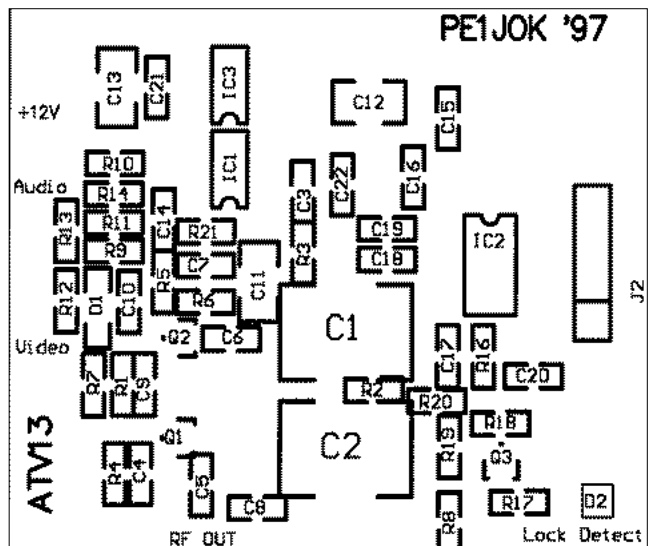 PE1JOK '97
C13
C21
IC3
C12
C15
+12V
R10
IC1
C3
C22
C16
Audio
R14
R13
R11
C14
R21
C19
IC2
R9
C7
C11
R3
C18
J2
R12
D1
C10
R5
R6
Q2
C6
C1
C17
R16
Video
R7
R1
C9
R2
C20
R20
Q1
C2
R19
R18
Q3
ATV13
R4
C4
C5
C8
R8
R17
D2
RF OUT
Lock Detect